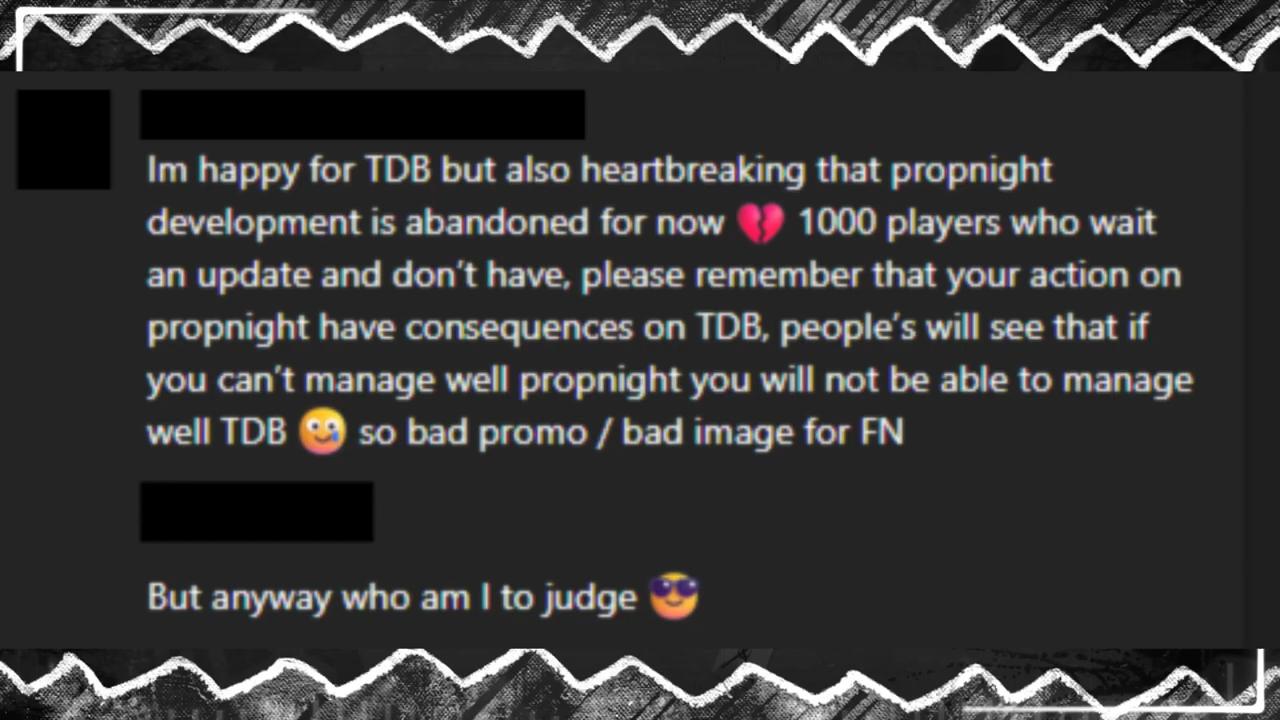 Im happy for TDB but also heartbreaking that propnight
development is abandoned for now 💔 1000 players who wait
an update and don't have, please remember that your action on
propnight have consequences on TDB, people's will see that if
you can't manage well propnight you will not be able to manage
well TDB 🥲 so bad promo / bad image for FN
But anyway who am I to judge 😎